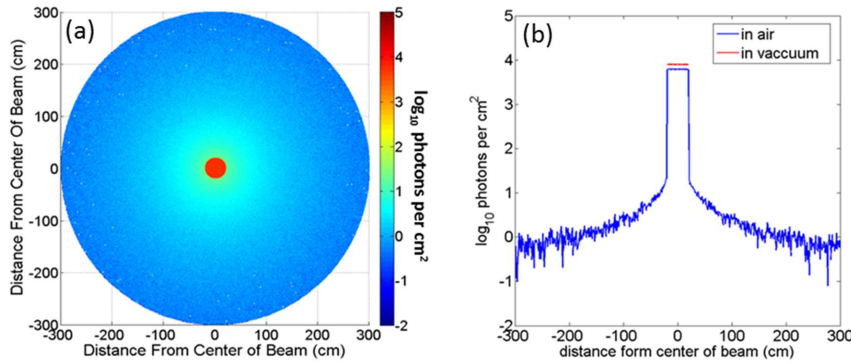 (a)
Distance From Center Of Beam (cm)
300
200
100
0
-100
-200
-300
-300 -200 -100 0 100 200 300
Distance From Center of Beam (cm)
5
4
3
2
1
0
-1
-2
log10 photons per cm2
(b)
in air
in vaccuum
log10 photons per cm2
5
4
3
2
1
0
-1
-2
-300 -200 -100 0 100 200 300
distance form center of beam (cm)